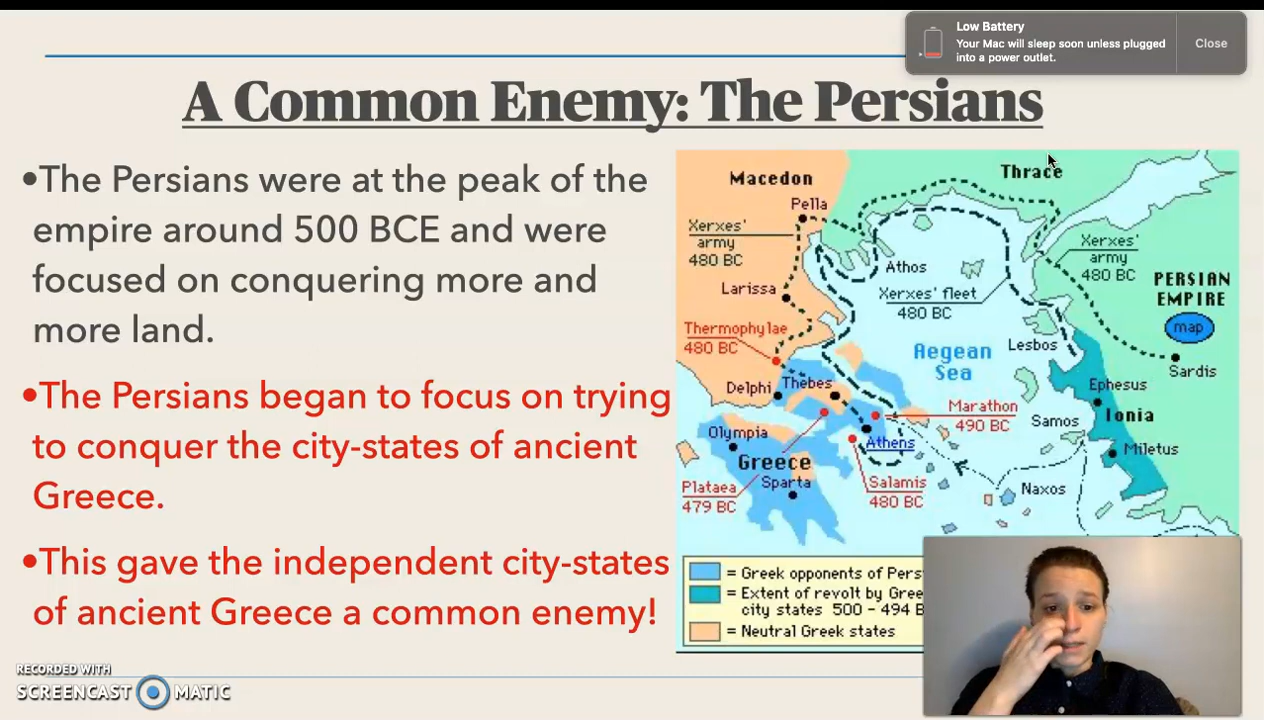 Low Battery
Your Mac will sleep soon unless plugged
into a power outlet.
Close
A Common Enemy: The Persians
•The Persians were at the peak of the
empire around 500 BCE and were
focused on conquering more and
more land.
•The Persians began to focus on trying
to conquer the city-states of ancient
Greece.
•This gave the independent city-states
of ancient Greece a common enemy!
Macedon
Thrace
Pella
Xerxes'
army
480 BC
Xerxes'
army
480 BC
PERSIAN
EMPIRE
map
Athos
Larissa
Xerxes' fleet
480 BC
Thermophylae
480 BC
Lesbos
Aegean
Sea
Sardis
Delphi
Thebes
Ephesus
Marathon
490 BC
Ionia
Samos
Olympia
Athens
Miletus
Greece
Sparta
Plataea
479 BC
Salamis
480 BC
Naxos
= Greek opponents of Pers
= Extent of revolt by Gree
city states 500 - 494 B
= Neutral Greek states
RECORDED WITH
SCREENCAST MATIC